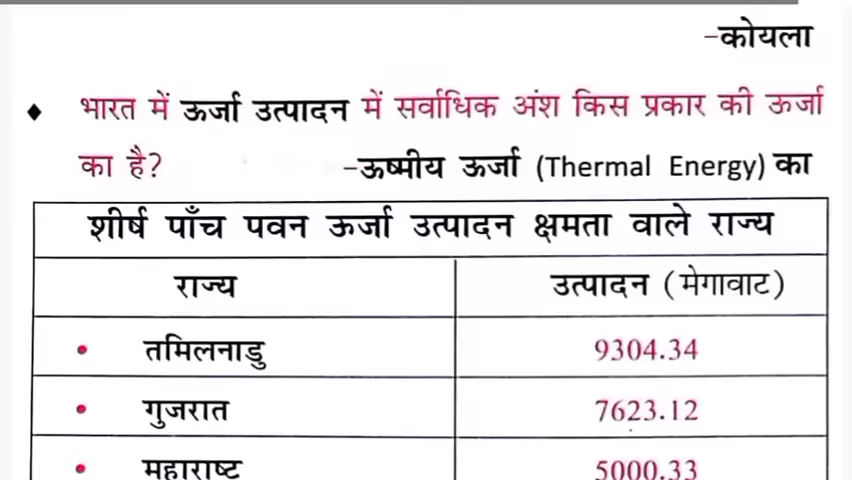 -कोयला
♦ भारत में ऊर्जा उत्पादन में सर्वाधिक अंश किस प्रकार की ऊर्जा
का है? -ऊष्मीय ऊर्जा (Thermal Energy) का
शीर्ष पाँच पवन ऊर्जा उत्पादन क्षमता वाले राज्य
राज्य उत्पादन (मेगावाट)
• तमिलनाडु 9304.34
• गुजरात 7623.12
• महाराष्ट 5000.33